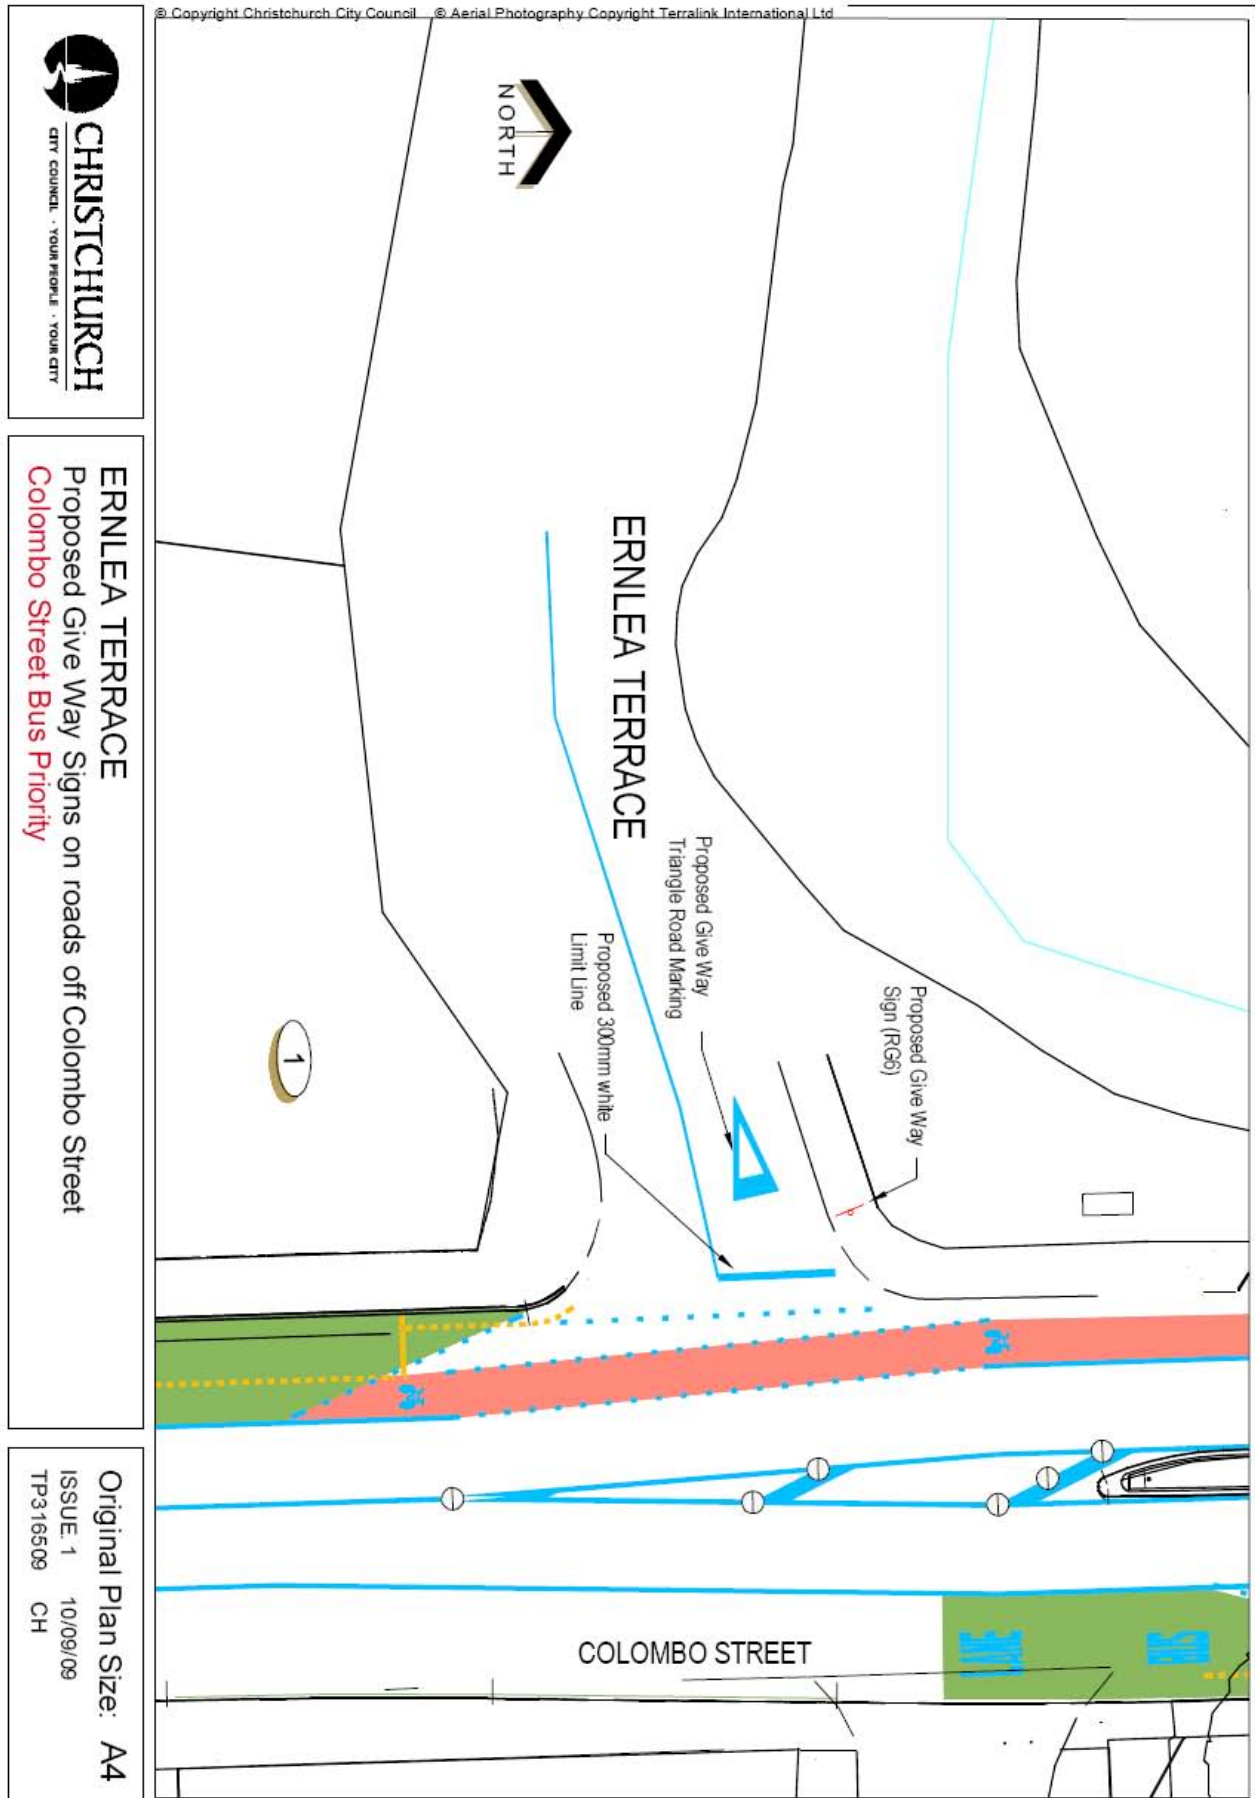 © Copyright Christchurch City Council © Aerial Photography Copyright Terralink International Ltd
NORTH
ERNLEA TERRACE
Proposed Give Way
Triangle Road Marking
Proposed Give Way
Sign (RG6)
Proposed 300mm white
Limit Line
1
COLOMBO STREET
BUS
LANE
CHRISTCHURCH
CITY COUNCIL · YOUR PEOPLE · YOUR CITY
ERNLEA TERRACE
Proposed Give Way Signs on roads off Colombo Street
Colombo Street Bus Priority
Original Plan Size: A4
ISSUE. 1 10/09/09
TP316509 CH